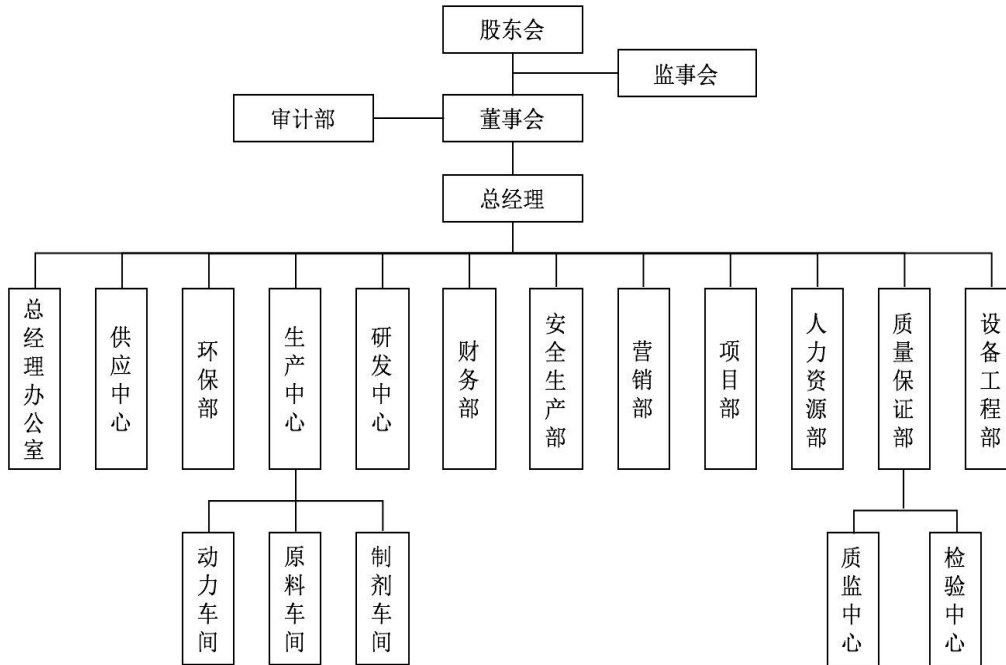 股东会
监事会
审计部
董事会
总经理
总经理办公室
供应中心
环保部
生产中心
研发中心
财务部
安全生产部
营销部
项目部
人力资源部
质量保证部
设备工程部
动力车间
原料车间
制剂车间
质监中心
检验中心